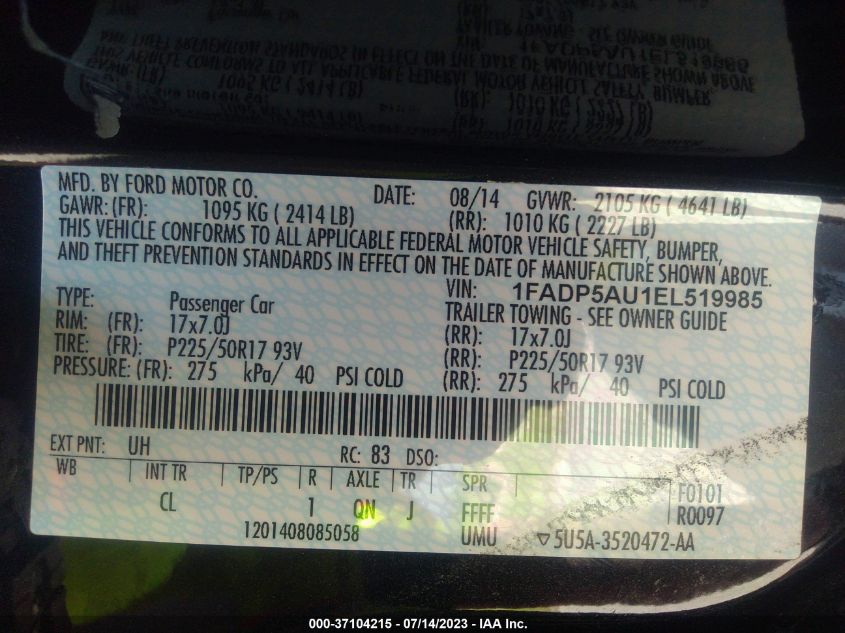 MFD. BY FORD MOTOR CO. DATE: 08/14 GVWR: 2105 KG ( 4641 LB)
GAWR: (FR): 1095 KG ( 2414 LB) (RR): 1010 KG ( 2227 LB)
THIS VEHICLE CONFORMS TO ALL APPLICABLE FEDERAL MOTOR VEHICLE SAFETY, BUMPER,
AND THEFT PREVENTION STANDARDS IN EFFECT ON THE DATE OF MANUFACTURE SHOWN ABOVE.
VIN: 1FADP5AU1EL519985
TYPE: Passenger Car TRAILER TOWING - SEE OWNER GUIDE
RIM: (FR): 17x7.0J (RR): 17x7.0J
TIRE: (FR): P225/50R17 93V (RR): P225/50R17 93V
PRESSURE: (FR): 275 kPa/ 40 PSI COLD (RR): 275 kPa/ 40 PSI COLD
EXT PNT: UH RC: 83 DSO:
WB INT TR TP/PS R AXLE TR SPR F0101
CL 1 QN J FFFF R0097
1201408085058 UMU 5U5A-3520472-AA
000-37104215 - 07/14/2023 - IAA Inc.